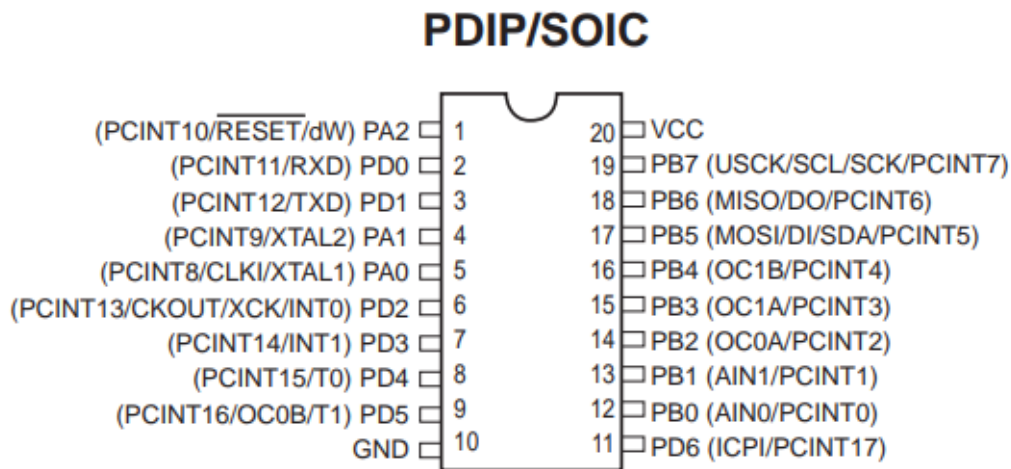 PDIP/SOIC
(PCINT10/RESET/dW) PA2 1 20 VCC
(PCINT11/RXD) PD0 2 19 PB7 (USCK/SCL/SCK/PCINT7)
(PCINT12/TXD) PD1 3 18 PB6 (MISO/DO/PCINT6)
(PCINT9/XTAL2) PA1 4 17 PB5 (MOSI/DI/SDA/PCINT5)
(PCINT8/CLKI/XTAL1) PA0 5 16 PB4 (OC1B/PCINT4)
(PCINT13/CKOUT/XCK/INT0) PD2 6 15 PB3 (OC1A/PCINT3)
(PCINT14/INT1) PD3 7 14 PB2 (OC0A/PCINT2)
(PCINT15/T0) PD4 8 13 PB1 (AIN1/PCINT1)
(PCINT16/OC0B/T1) PD5 9 12 PB0 (AIN0/PCINT0)
GND 10 11 PD6 (ICPI/PCINT17)